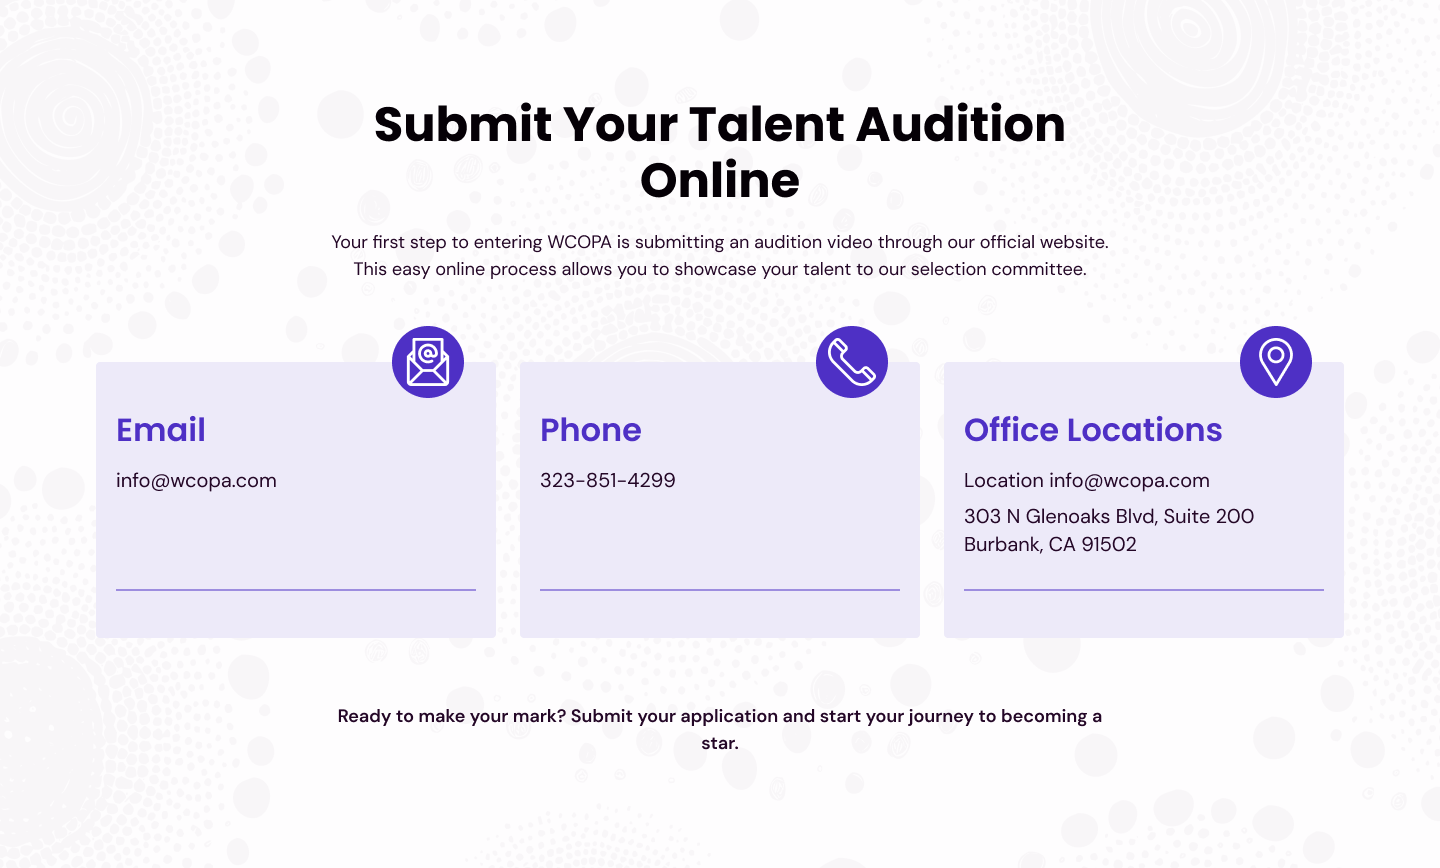 Submit Your Talent Audition
Online
Your first step to entering WCOPA is submitting an audition video through our official website.
This easy online process allows you to showcase your talent to our selection committee.
Email
info@wcopa.com
Phone
323-851-4299
Office Locations
Location info@wcopa.com
303 N Glenoaks Blvd, Suite 200
Burbank, CA 91502
Ready to make your mark? Submit your application and start your journey to becoming a
star.